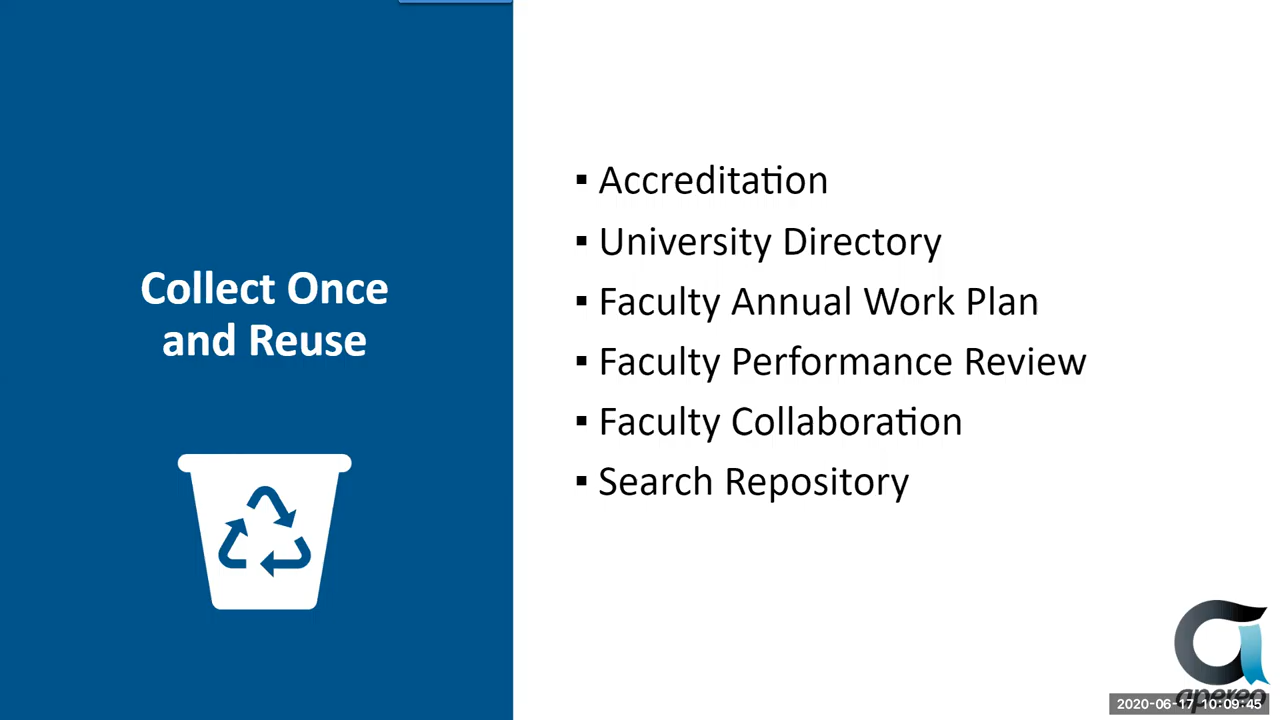 Collect Once
and Reuse
▪ Accreditation
▪ University Directory
▪ Faculty Annual Work Plan
▪ Faculty Performance Review
▪ Faculty Collaboration
▪ Search Repository
apereo
2020-06-17 10:09:45